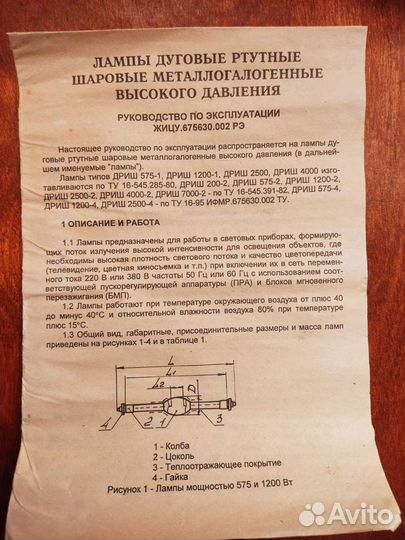 ЛАМПЫ ДУГОВЫЕ РТУТНЫЕ
ШАРОВЫЕ МЕТАЛЛОГАЛОГЕННЫЕ
ВЫСОКОГО ДАВЛЕНИЯ
РУКОВОДСТВО ПО ЭКСПЛУАТАЦИИ
ЖИЦУ.675630.002 РЭ
Настоящее руководство по эксплуатации распространяется на лампы ду-
говые ртутные шаровые металлогалогенные высокого давления (в дальней-
шем именуемые "лампы").
Лампы типов ДРИШ 575-1, ДРИШ 1200-1, ДРИШ 2500, ДРИШ 4000 изго-
тавливаются по ТУ 16-545.285-80, ДРИШ 200-2, ДРИШ 575-2, ДРИШ 1200-2,
ДРИШ 2500-2, ДРИШ 4000-2, ДРИШ 7000-2 - по ТУ 16-545.391-82, ДРИШ 575-4,
ДРИШ 1200-4, ДРИШ 2500-4 - по ТУ 16-95 ИФМР.675630.002 ТУ.
1 ОПИСАНИЕ И РАБОТА
1.1 Лампы предназначены для работы в световых приборах, формирую-
щих поток излучения высокой интенсивности для освещения объектов, где
необходимы высокая плотность светового потока и качество цветопередачи
(телевидение, цветная киносъемка и т.п.) при включении их в сеть перемен-
ного тока 220 В или 380 В частоты 50 Гц или 60 Гц с использованием соот-
ветствующей пускорегулирующей аппаратуры (ПРА) и блоков мгновенного
перезажигания (БМП).
1.2 Лампы работают при температуре окружающего воздуха от плюс 40
до минус 40°С и относительной влажности воздуха 80% при температуре
плюс 15°С.
1.3 Общий вид, габаритные, присоединительные размеры и масса ламп
приведены на рисунках 1-4 и в таблице 1.
L
L1
L2 D
4 2 1 3
1 - Колба
2 - Цоколь
3 - Теплоотражающее покрытие
4 - Гайка
Рисунок 1 - Лампы мощностью 575 и 1200 Вт
Avito